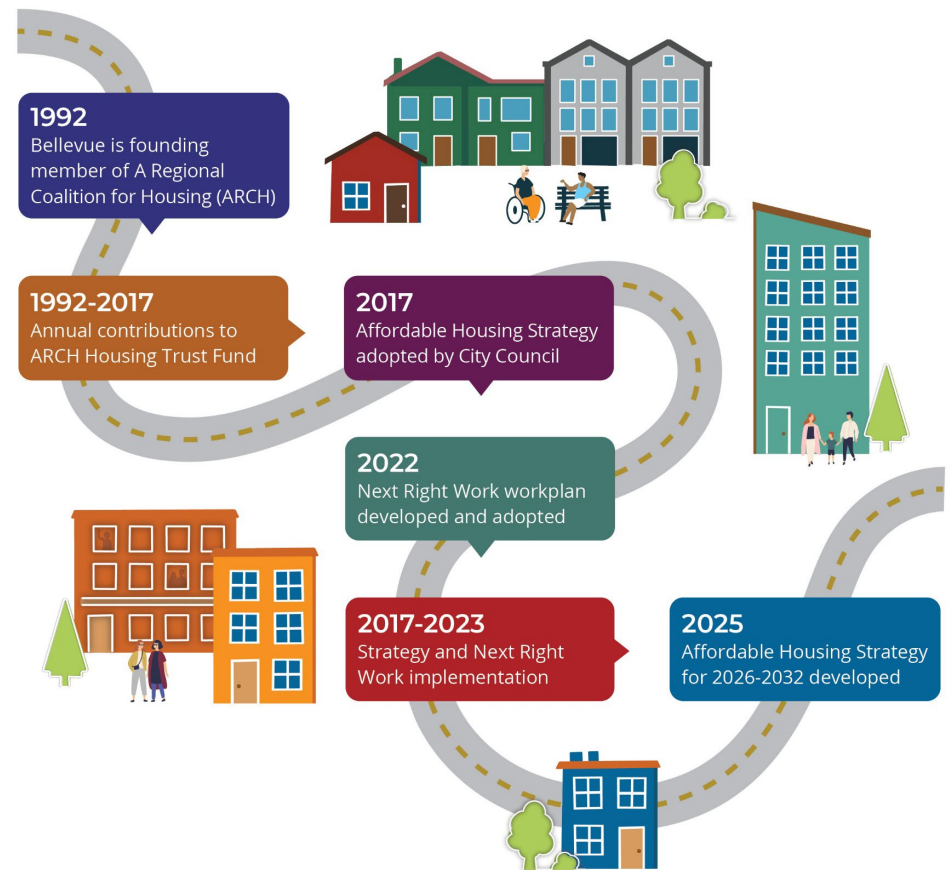 1992
Bellevue is founding
member of A Regional
Coalition for Housing (ARCH)
1992-2017
Annual contributions to
ARCH Housing Trust Fund
2017
Affordable Housing Strategy
adopted by City Council
2022
Next Right Work workplan
developed and adopted
2017-2023
Strategy and Next Right
Work implementation
2025
Affordable Housing Strategy
for 2026-2032 developed